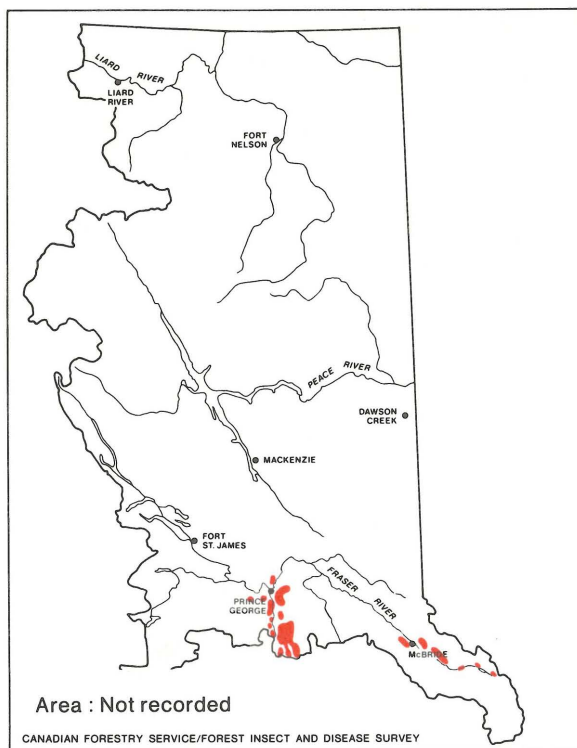 LIARD RIVER
LIARD
RIVER
FORT
NELSON
PEACE RIVER
DAWSON
CREEK
MACKENZIE
FORT
ST. JAMES
FRASER RIVER
PRINCE
GEORGE
McBRIDE
Area : Not recorded
CANADIAN FORESTRY SERVICE/FOREST INSECT AND DISEASE SURVEY